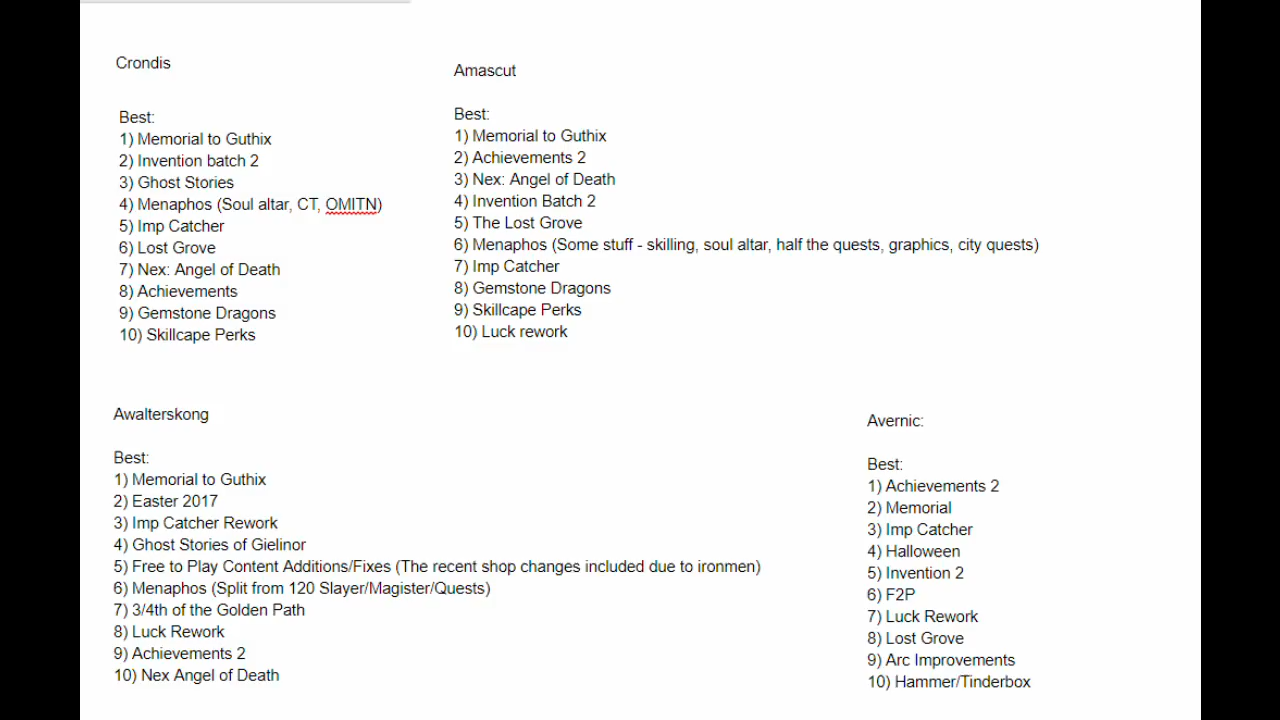 Crondis
Best:
1) Memorial to Guthix
2) Invention batch 2
3) Ghost Stories
4) Menaphos (Soul altar, CT, OMITN)
5) Imp Catcher
6) Lost Grove
7) Nex: Angel of Death
8) Achievements
9) Gemstone Dragons
10) Skillcape Perks
Amascut
Best:
1) Memorial to Guthix
2) Achievements 2
3) Nex: Angel of Death
4) Invention Batch 2
5) The Lost Grove
6) Menaphos (Some stuff - skilling, soul altar, half the quests, graphics, city quests)
7) Imp Catcher
8) Gemstone Dragons
9) Skillcape Perks
10) Luck rework
Awalterskong
Best:
1) Memorial to Guthix
2) Easter 2017
3) Imp Catcher Rework
4) Ghost Stories of Gielinor
5) Free to Play Content Additions/Fixes (The recent shop changes included due to ironmen)
6) Menaphos (Split from 120 Slayer/Magister/Quests)
7) 3/4th of the Golden Path
8) Luck Rework
9) Achievements 2
10) Nex Angel of Death
Avernic:
Best:
1) Achievements 2
2) Memorial
3) Imp Catcher
4) Halloween
5) Invention 2
6) F2P
7) Luck Rework
8) Lost Grove
9) Arc Improvements
10) Hammer/Tinderbox